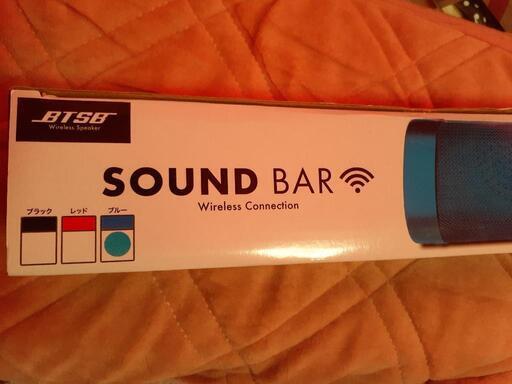 BTSB
Wireless Speaker
SOUND BAR
Wireless Connection
ブラック レッド ブルー